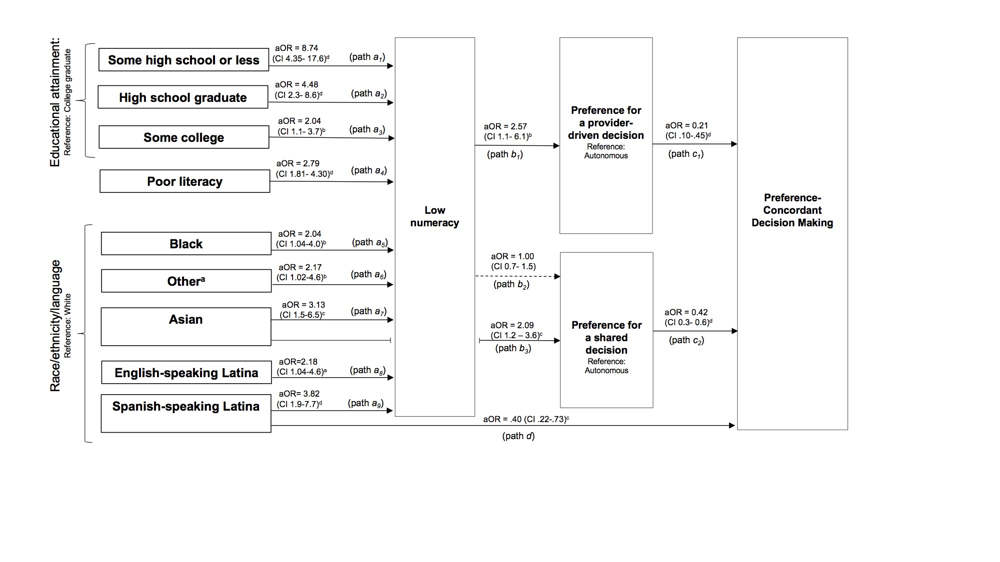 Educational attainment:
Reference: College graduate
Some high school or less
aOR = 8.74
(CI 4.35- 17.6)d
(path a1)
High school graduate
aOR = 4.48
(CI 2.3- 8.6)d
(path a2)
Some college
aOR = 2.04
(CI 1.1- 3.7)b
(path a3)
Poor literacy
aOR = 2.79
(CI 1.81- 4.30)d
(path a4)
Race/ethnicity/language
Reference: White
Black
aOR = 2.04
(CI 1.04-4.0)b
(path a5)
Othera
aOR = 2.17
(CI 1.02-4.6)b
(path a6)
Asian
aOR = 3.13
(CI 1.5-6.5)c
(path a7)
English-speaking Latina
aOR=2.18
(CI 1.04-4.6)a
(path a8)
Spanish-speaking Latina
aOR= 3.82
(CI 1.9-7.7)d
(path a9)
Low
numeracy
aOR = 2.57
(CI 1.1- 6.1)b
(path b1)
aOR = 1.00
(CI 0.7- 1.5)
(path b2)
aOR = 2.09
(CI 1.2 – 3.6)c
(path b3)
aOR = .40 (CI .22-.73)c
(path d)
Preference for
a provider-
driven decision
Reference:
Autonomous
Preference for
a shared
decision
Reference:
Autonomous
aOR = 0.21
(CI .10-.45)d
(path c1)
aOR = 0.42
(CI 0.3- 0.6)d
(path c2)
Preference-
Concordant
Decision Making